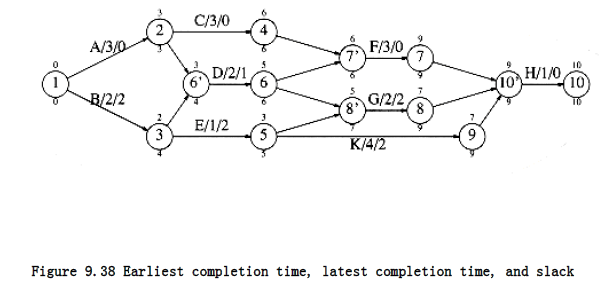 3 6
C/3/0
2 4
3 6
A/3/0
6 9
F/3/0
7' 7
6 9
0 3 5 9 10
D/2/1 H/1/0
1 6' 6 10' 10
0 4 6 9 10
B/2/2
5 7
G/2/2
8' 8
7 9
2 3 7
E/1/2
3 5 9
4 5 9
K/4/2
Figure 9.38 Earliest completion time, latest completion time, and slack